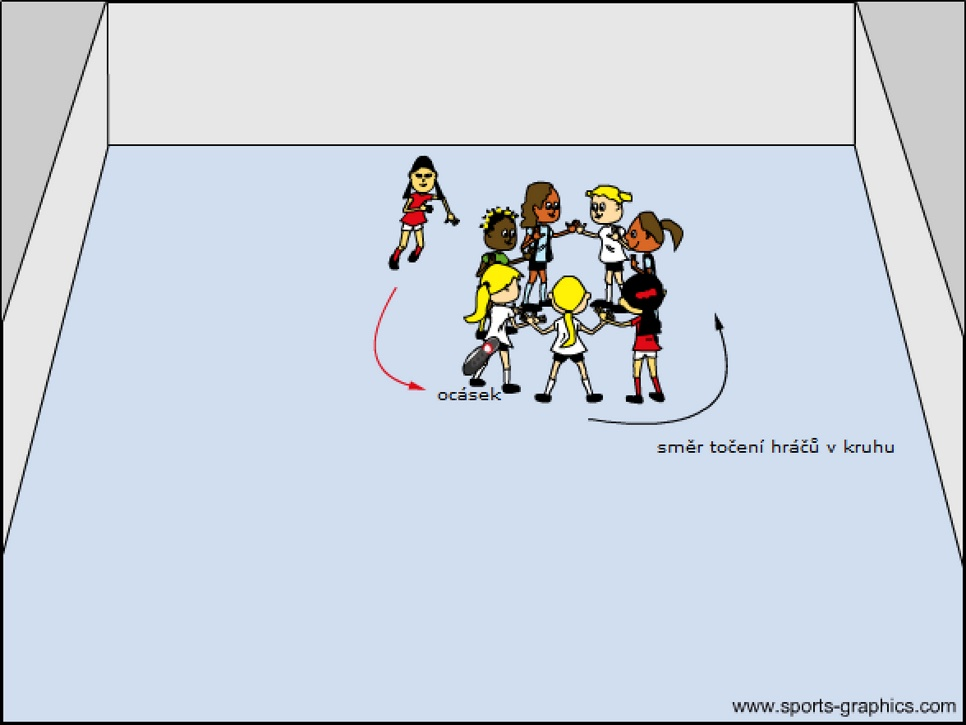 ocásek
směr točení hráčů v kruhu
www.sports-graphics.com